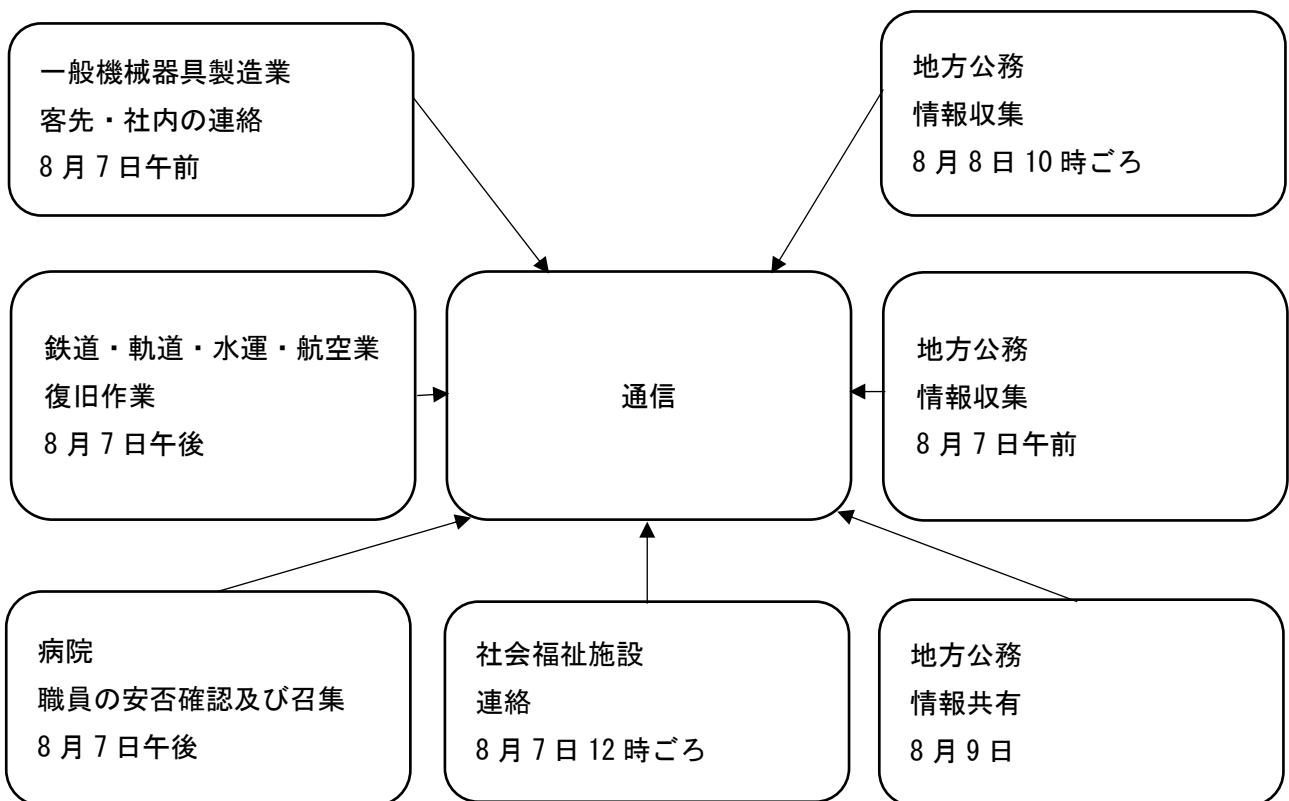 一般機械器具製造業
客先・社内の連絡
8月7日午前
地方公務
情報収集
8月8日10時ごろ
鉄道・軌道・水運・航空業
復旧作業
8月7日午後
通信
地方公務
情報収集
8月7日午前
病院
職員の安否確認及び召集
8月7日午後
社会福祉施設
連絡
8月7日12時ごろ
地方公務
情報共有
8月9日